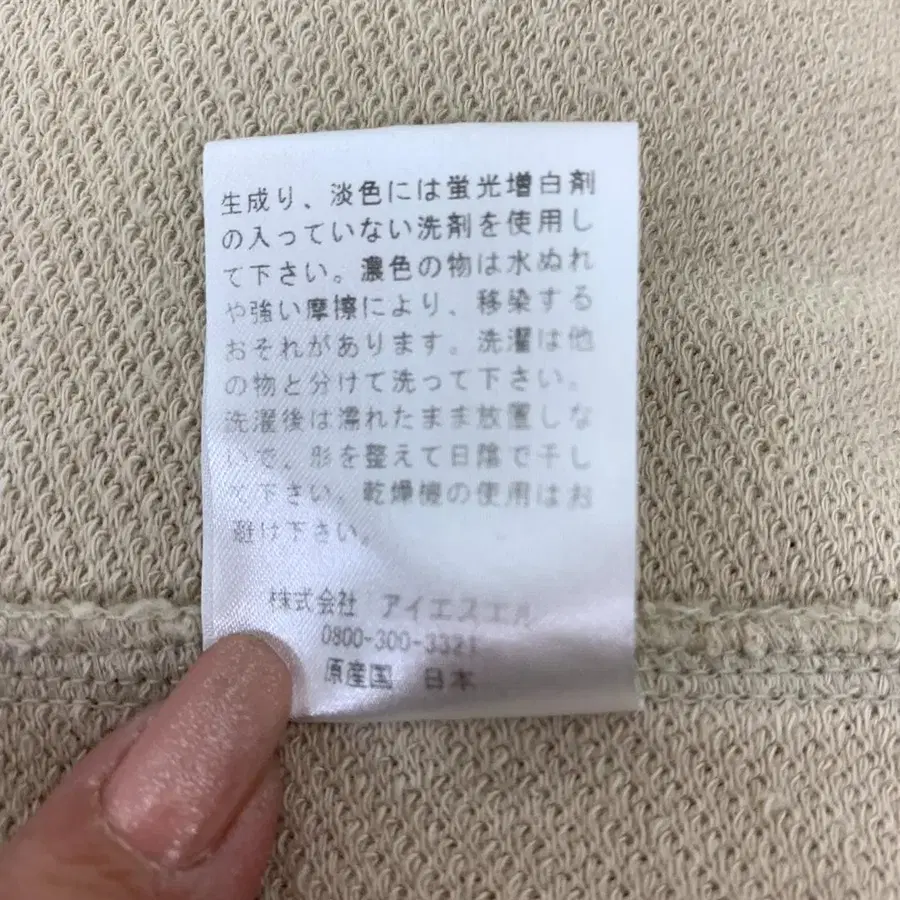 生成り、淡色には蛍光増白剤
の入っていない洗剤を使用し
て下さい。濃色の物は水ぬれ
や強い摩擦により、移染する
おそれがあります。洗濯は他
の物と分けて洗って下さい。
洗濯後は濡れたまま放置しな
いで、形を整えて日陰で干し
て下さい。乾燥機の使用はお
避け下さい。
株式会社 アイエスエル
0800-300-3321
原産国 日本